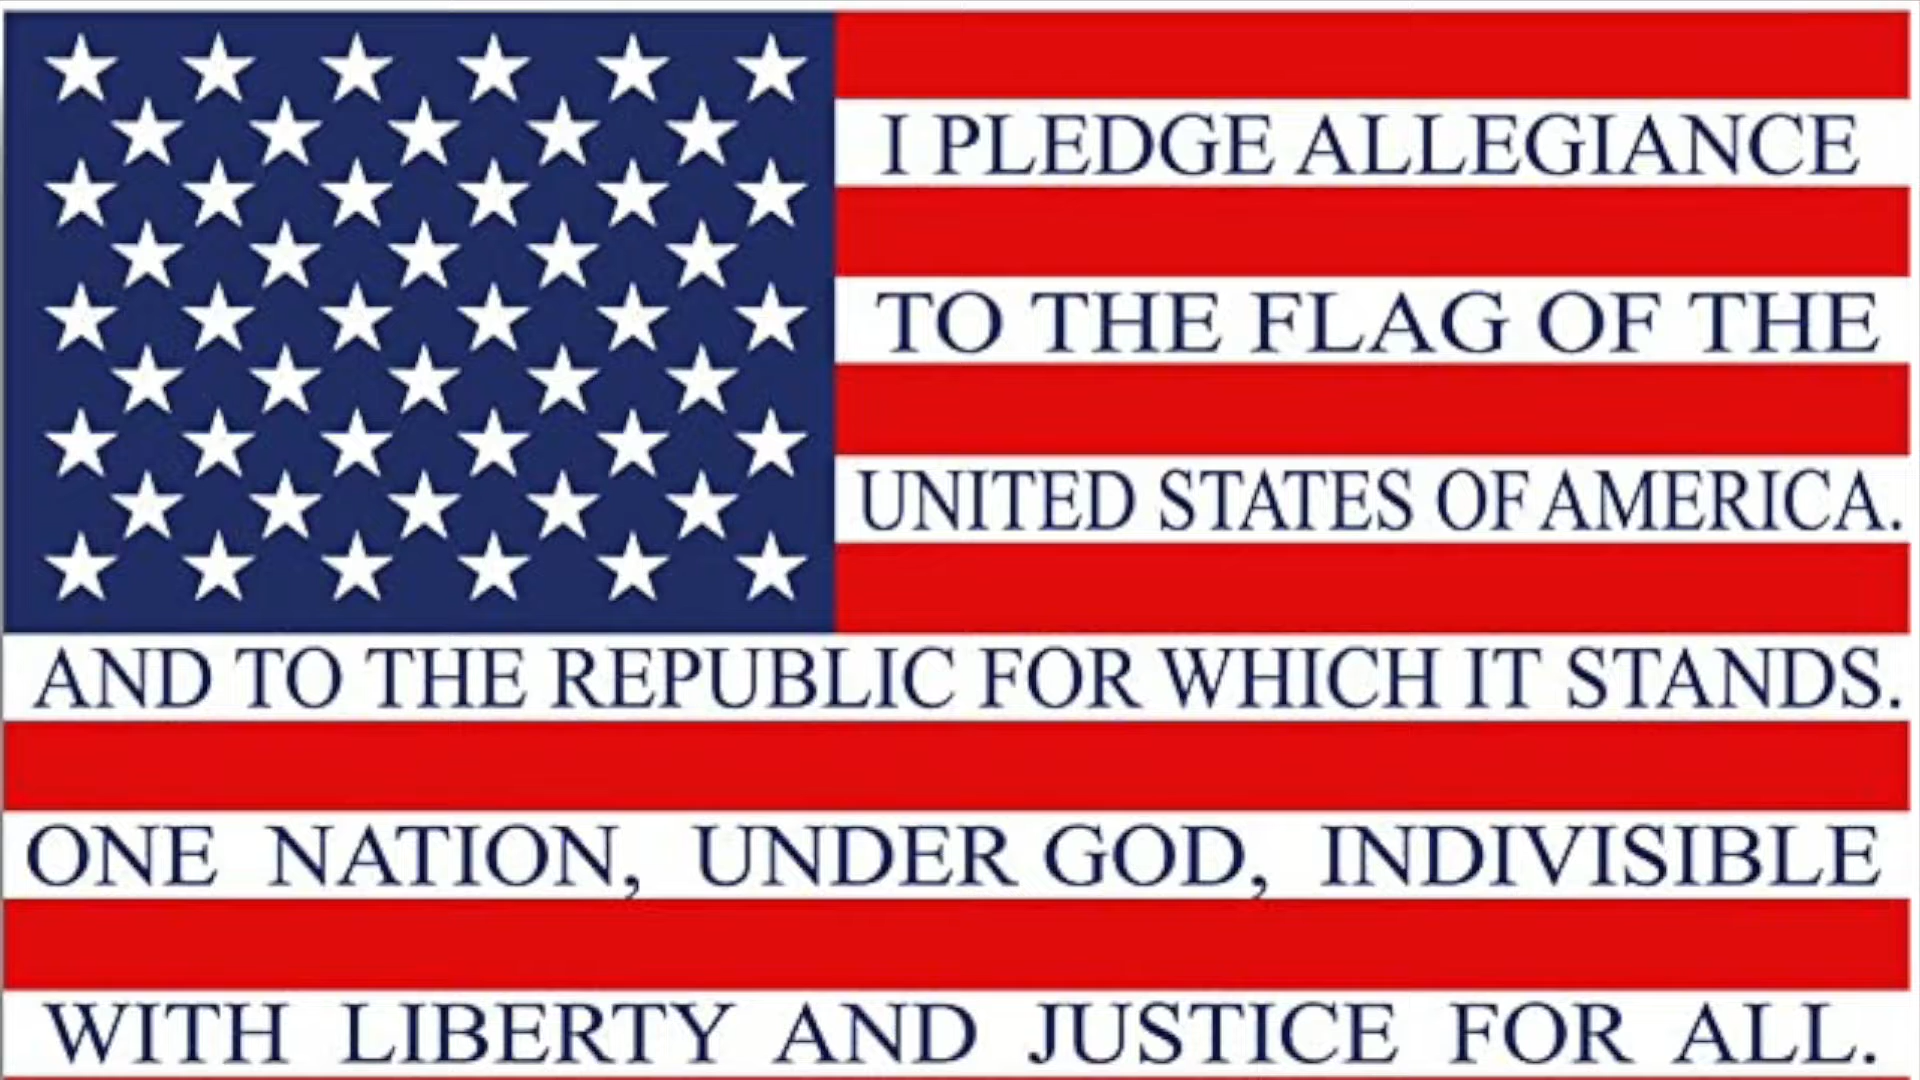 I PLEDGE ALLEGIANCE
TO THE FLAG OF THE
UNITED STATES OF AMERICA.
AND TO THE REPUBLIC FOR WHICH IT STANDS.
ONE NATION, UNDER GOD, INDIVISIBLE
WITH LIBERTY AND JUSTICE FOR ALL.